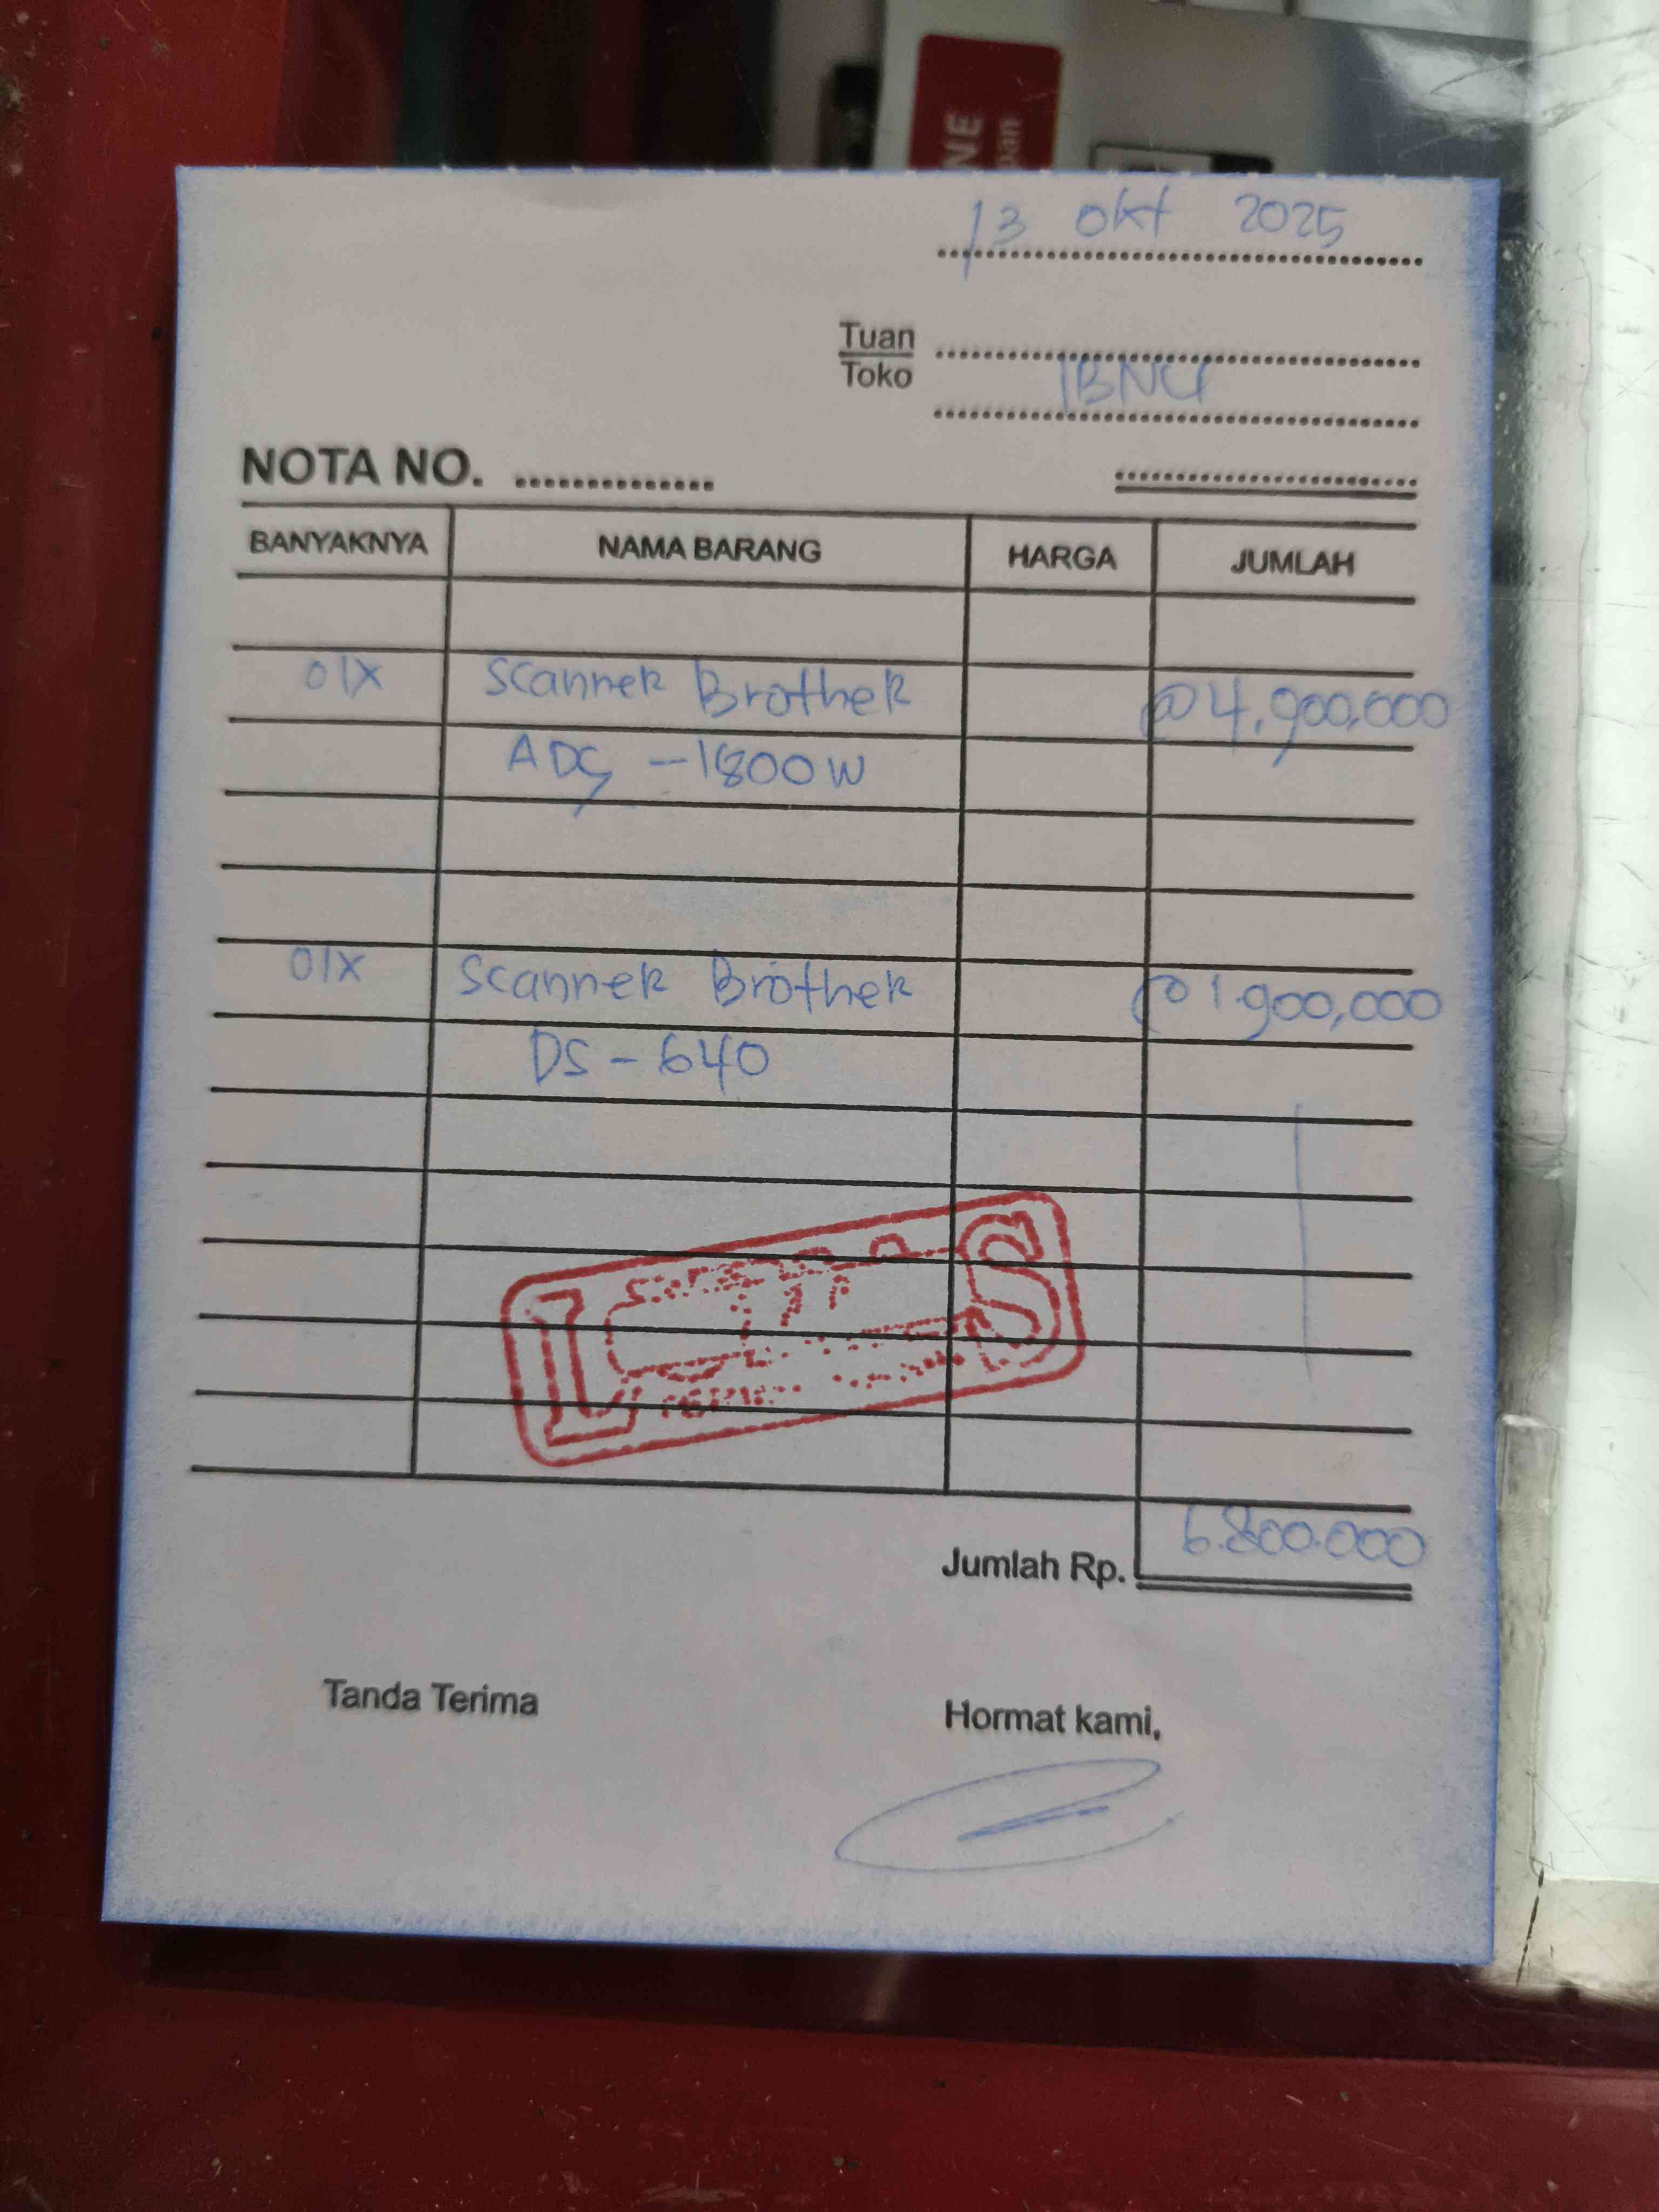 NE
13 Okt 2025
Tuan
Toko
IBNU
NOTA NO. ..............
BANYAKNYA NAMA BARANG HARGA JUMLAH
01X Scanner Brother @4.900.000
ADS - 1800W
01X Scanner Brother @1.900,000
DS - 640
LUNAS
Jumlah Rp. 6.800.000
Tanda Terima
Hormat kami,